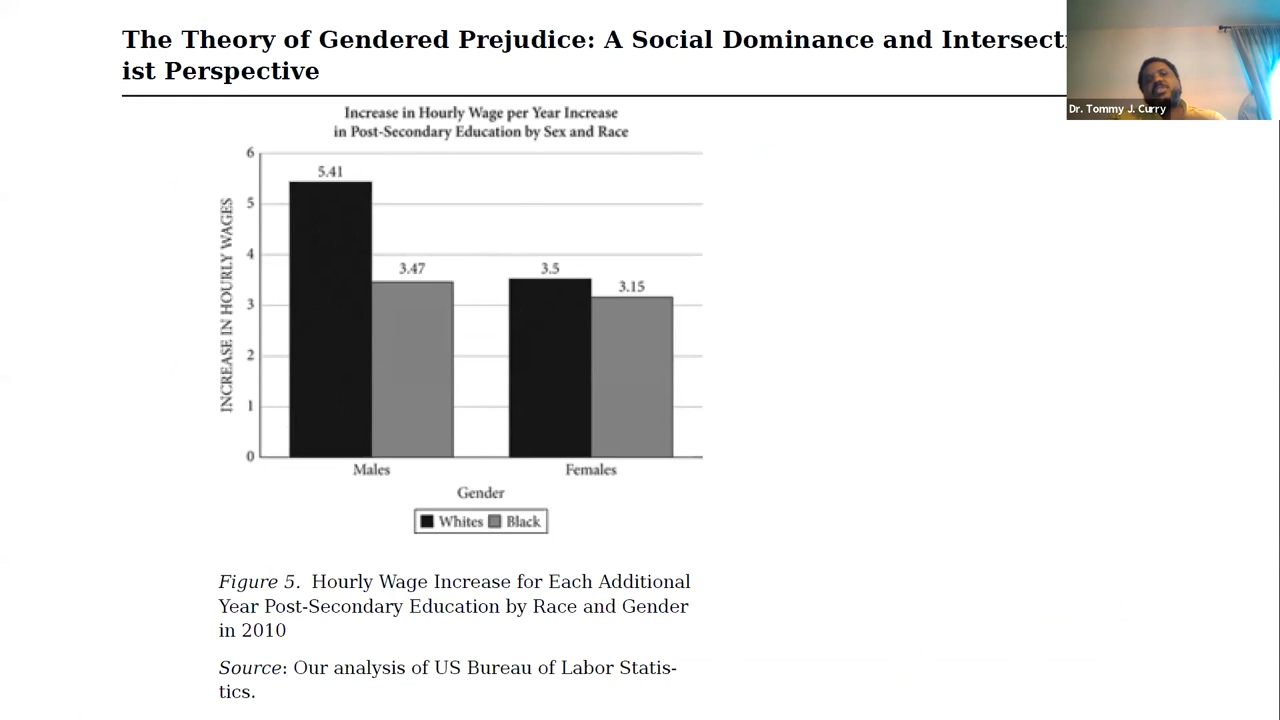 The Theory of Gendered Prejudice: A Social Dominance and
ist Perspective
Dr. Tommy J. Curry
Increase in Hourly Wage per Year Increase
in Post-Secondary Education by Sex and Race
INCREASE IN HOURLY WAGES
6
5
4
3
2
1
0
5.41
3.47
3.5
3.15
Males
Females
Gender
Whites Black
Figure 5. Hourly Wage Increase for Each Additional
Year Post-Secondary Education by Race and Gender
in 2010
Source: Our analysis of US Bureau of Labor Statis-
tics.